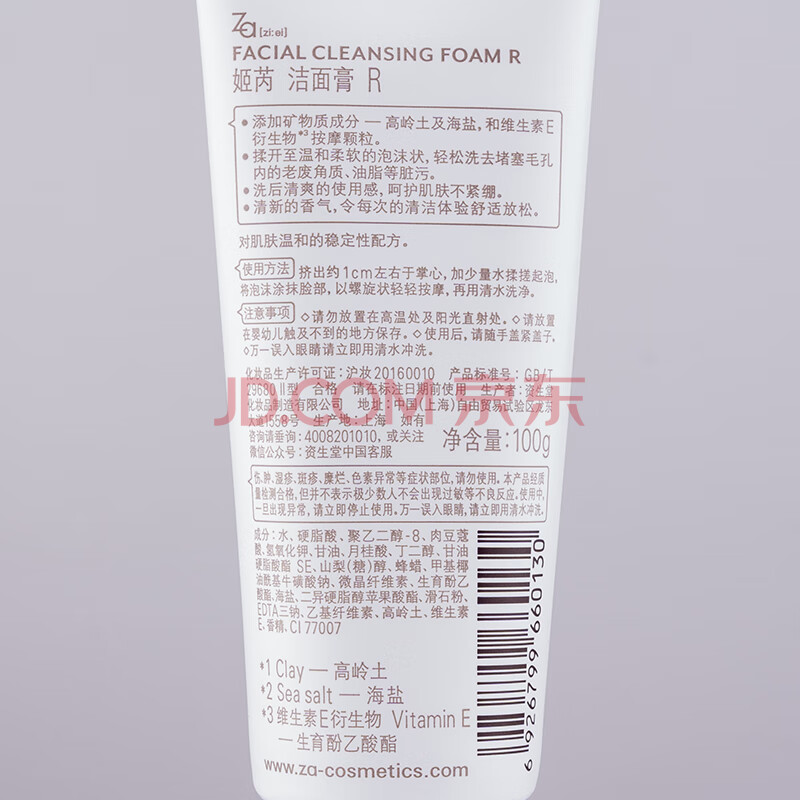 Za [zi:ei]
FACIAL CLEANSING FOAM R
姬芮 洁面膏 R
•添加矿物质成分—高岭土及海盐,和维生素E
衍生物*3按摩颗粒。
•揉开至温和柔软的泡沫状,轻松洗去堵塞毛孔
内的老废角质、油脂等脏污。
•洗后清爽的使用感,呵护肌肤不紧绷。
•清新的香气,令每次的清洁体验舒适放松。
对肌肤温和的稳定性配方。
使用方法 挤出约1cm左右于掌心,加少量水揉搓起泡,
将泡沫涂抹脸部,以螺旋状轻轻按摩,再用清水洗净。
注意事项 ◇请勿放置在高温处及阳光直射处。◇请放置
在婴幼儿触及不到的地方保存。◇使用后,请随手盖紧盖子,
◇万一误入眼睛请立即用清水冲洗。
化妆品生产许可证:沪妆20160010 产品标准号:GB/T
29680 II型 合格 请在标注日期前使用 生产者:资生堂
化妆品制造有限公司 地址:中国(上海)自由贸易试验区龙东
大道1558号 生产地:上海 如有
咨询请垂询:4008201010,或关注
微信公众号:资生堂中国客服
净含量:100g
JD.COM 京东
伤、肿、湿疹、斑疹、糜烂、色素异常等症状部位,请勿使用。本产品经质
量检测合格,但并不表示极少数人不会出现过敏等不良反应。使用中,
一旦出现异常,请立即停止使用。万一误入眼睛,请立即用清水冲洗。
成分:水、硬脂酸、聚乙二醇-8、肉豆蔻
酸、氢氧化钾、甘油、月桂酸、丁二醇、甘油
硬脂酸酯 SE、山梨(糖)醇、蜂蜡、甲基椰
油酰基牛磺酸钠、微晶纤维素、生育酚乙
酸酯、海盐、二异硬脂醇苹果酸酯、滑石粉、
EDTA三钠、乙基纤维素、高岭土、维生素
E、香精、CI 77007
*1 Clay — 高岭土
*2 Sea salt — 海盐
*3 维生素E衍生物 Vitamin E
— 生育酚乙酸酯
www.za-cosmetics.com
6 926799 660130